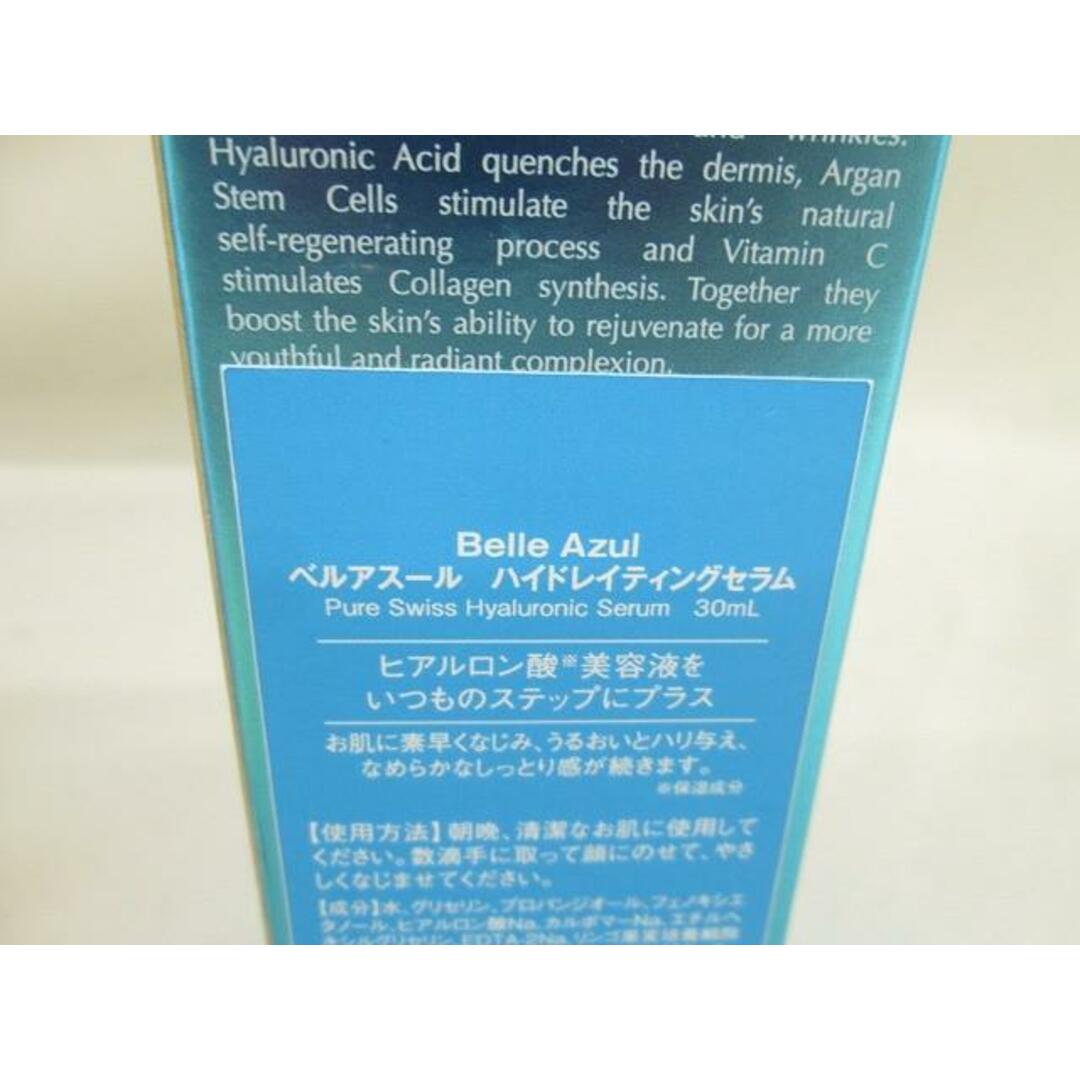 and wrinkles.
Hyaluronic Acid quenches the dermis, Argan
Stem Cells stimulate the skin's natural
self-regenerating process and Vitamin C
stimulates Collagen synthesis. Together they
boost the skin's ability to rejuvenate for a more
youthful and radiant complexion.
Belle Azul
ベルアスール ハイドレイティングセラム
Pure Swiss Hyaluronic Serum 30mL
ヒアルロン酸※美容液を
いつものステップにプラス
お肌に素早くなじみ、うるおいとハリ与え、
なめらかなしっとり感が続きます。
※保湿成分
【使用方法】朝晩、清潔なお肌に使用して
ください。数滴手に取って顔にのせて、やさ
しくなじませてください。
【成分】水、グリセリン、プロパンジオール、フェノキシエ
タノール、ヒアルロン酸Na、カルボマーNa、エチルヘ
キシルグリセリン、EDTA-2Na、リンゴ果実培養細胞